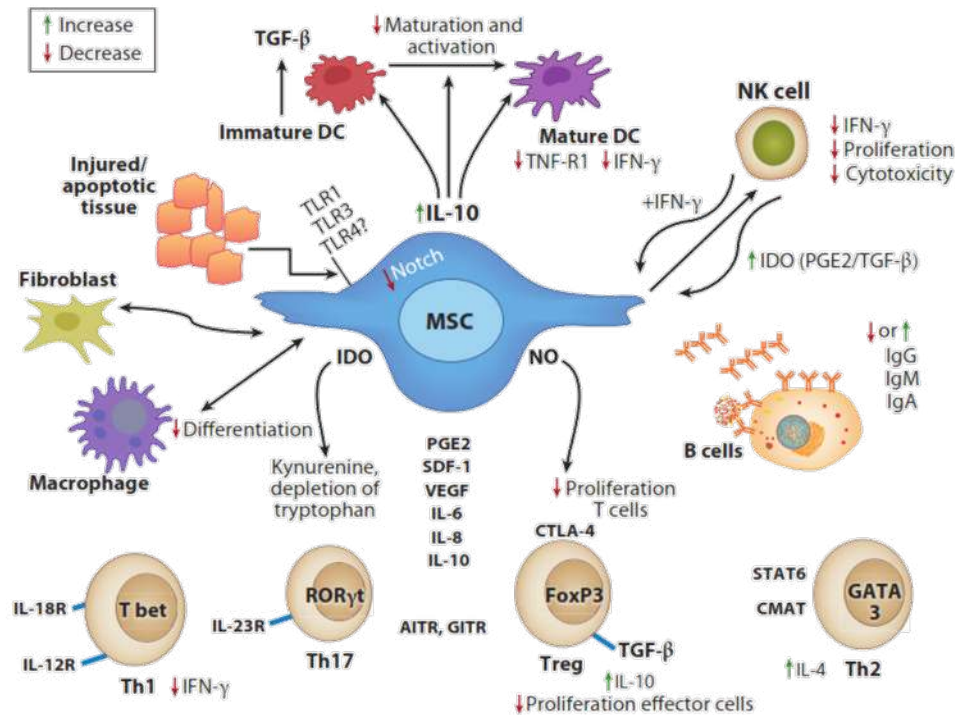 ↑ Increase
↓ Decrease
TGF-β
↓ Maturation and
activation
Immature DC
Mature DC
↓ TNF-R1 ↓ IFN-γ
NK cell
↓ IFN-γ
↓ Proliferation
↓ Cytotoxicity
Injured/
apoptotic
tissue
TLR1
TLR3
TLR4?
↑ IL-10
+IFN-γ
↑ IDO (PGE2/TGF-β)
↓ Notch
Fibroblast
MSC
IDO
NO
↓ or ↑
IgG
IgM
IgA
B cells
↓ Differentiation
Macrophage
Kynurenine,
depletion of
tryptophan
PGE2
SDF-1
VEGF
IL-6
IL-8
IL-10
↓ Proliferation
T cells
CTLA-4
IL-18R
T bet
IL-12R
Th1 ↓ IFN-γ
RORγt
IL-23R
Th17
AITR, GITR
FoxP3
TGF-β
Treg
↑ IL-10
↓ Proliferation effector cells
STAT6
CMAT
GATA
3
↑ IL-4 Th2